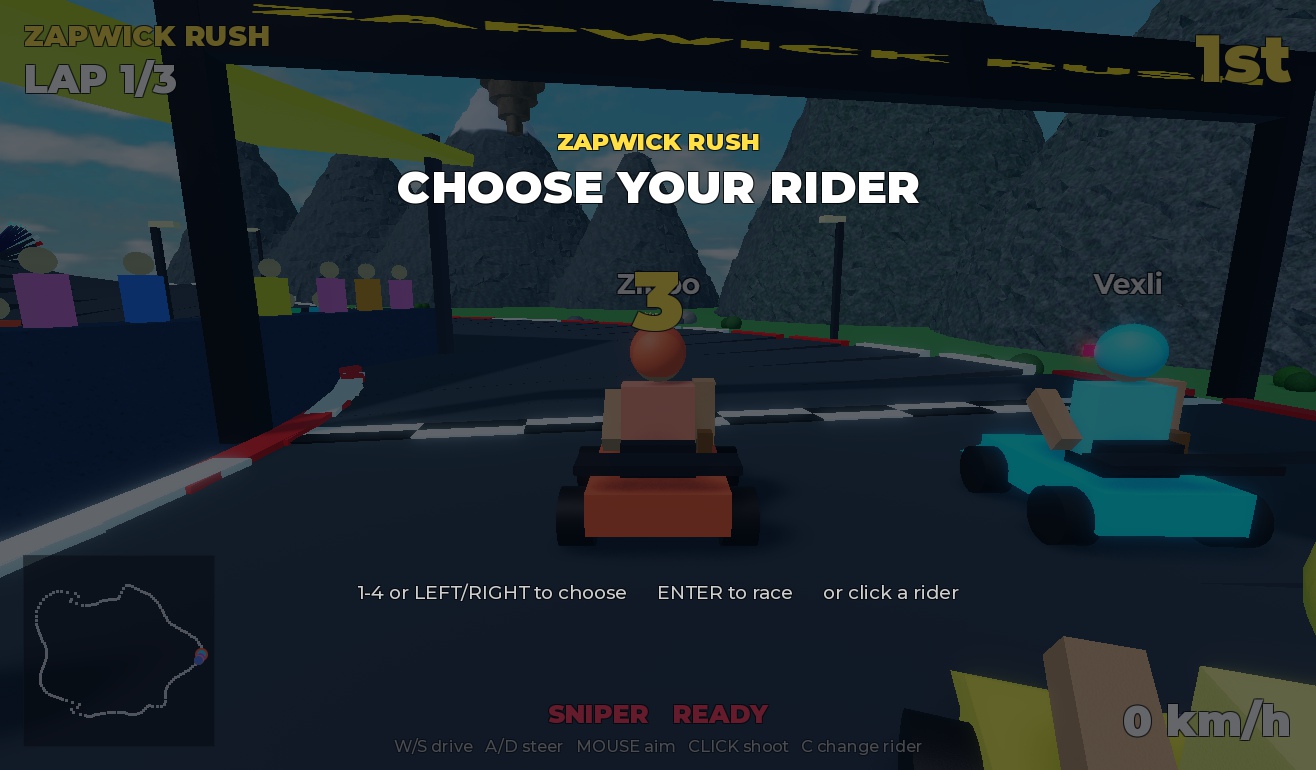 ZAPWICK RUSH
LAP 1/3
1st
ZAPWICK RUSH
CHOOSE YOUR RIDER
3
Vexli
1-4 or LEFT/RIGHT to choose ENTER to race or click a rider
SNIPER READY
W/S drive A/D steer MOUSE aim CLICK shoot C change rider
0 km/h